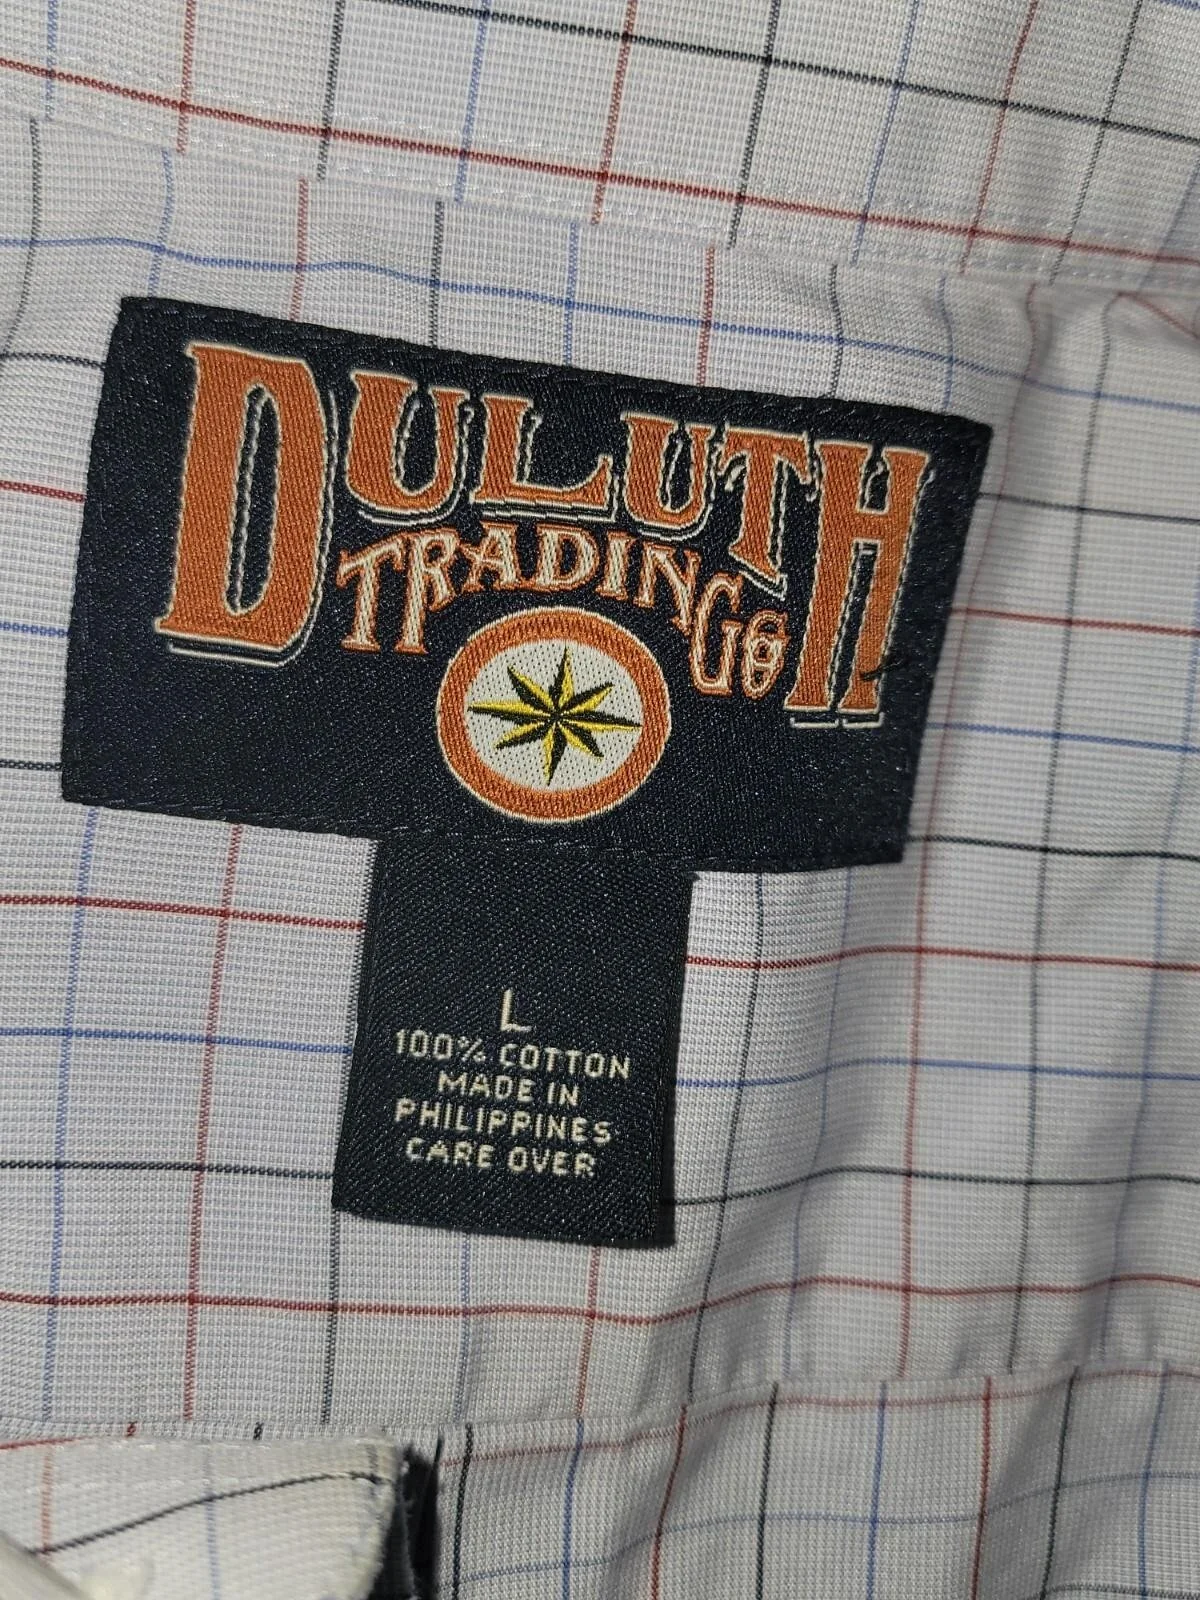 DULUTH
TRADING Co
L
100% COTTON
MADE IN
PHILIPPINES
CARE OVER